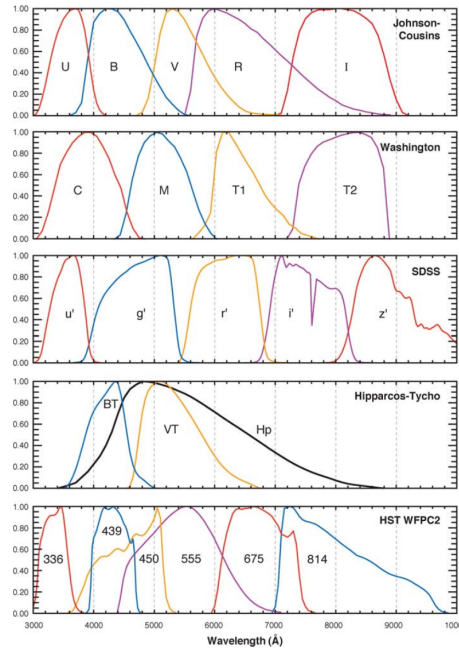 1.00
0.80
0.60
0.40
0.20
0.00
Johnson-
Cousins
U B V R I
1.00
0.80
0.60
0.40
0.20
0.00
Washington
C M T1 T2
1.00
0.80
0.60
0.40
0.20
0.00
SDSS
u' g' r' i' z'
1.00
0.80
0.60
0.40
0.20
0.00
Hipparcos-Tycho
BT VT Hp
1.00
0.80
0.60
0.40
0.20
0.00
HST WFPC2
336 439 450 555 675 814
3000 4000 5000 6000 7000 8000 9000 1000
Wavelength (Å)